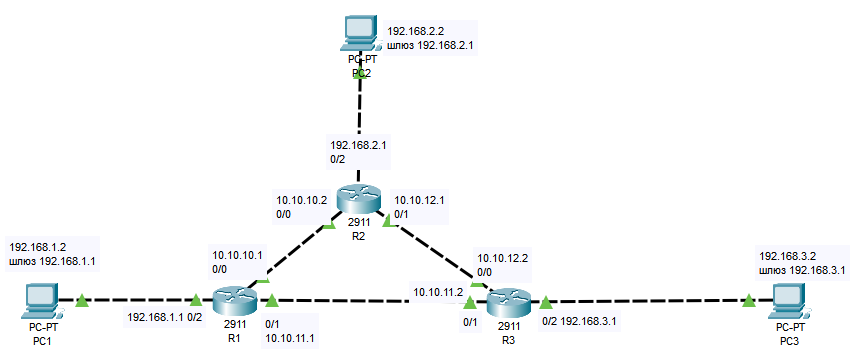 192.168.2.2
шлюз 192.168.2.1
PC-PT
PC2
192.168.2.1
0/2
10.10.10.2
0/0
10.10.12.1
0/1
2911
R2
192.168.1.2
шлюз 192.168.1.1
10.10.10.1
0/0
10.10.12.2
0/0
192.168.3.2
шлюз 192.168.3.1
10.10.11.2
PC-PT
PC1
192.168.1.1 0/2
2911
R1
0/1
10.10.11.1
0/1
2911
R3
0/2 192.168.3.1
PC-PT
PC3